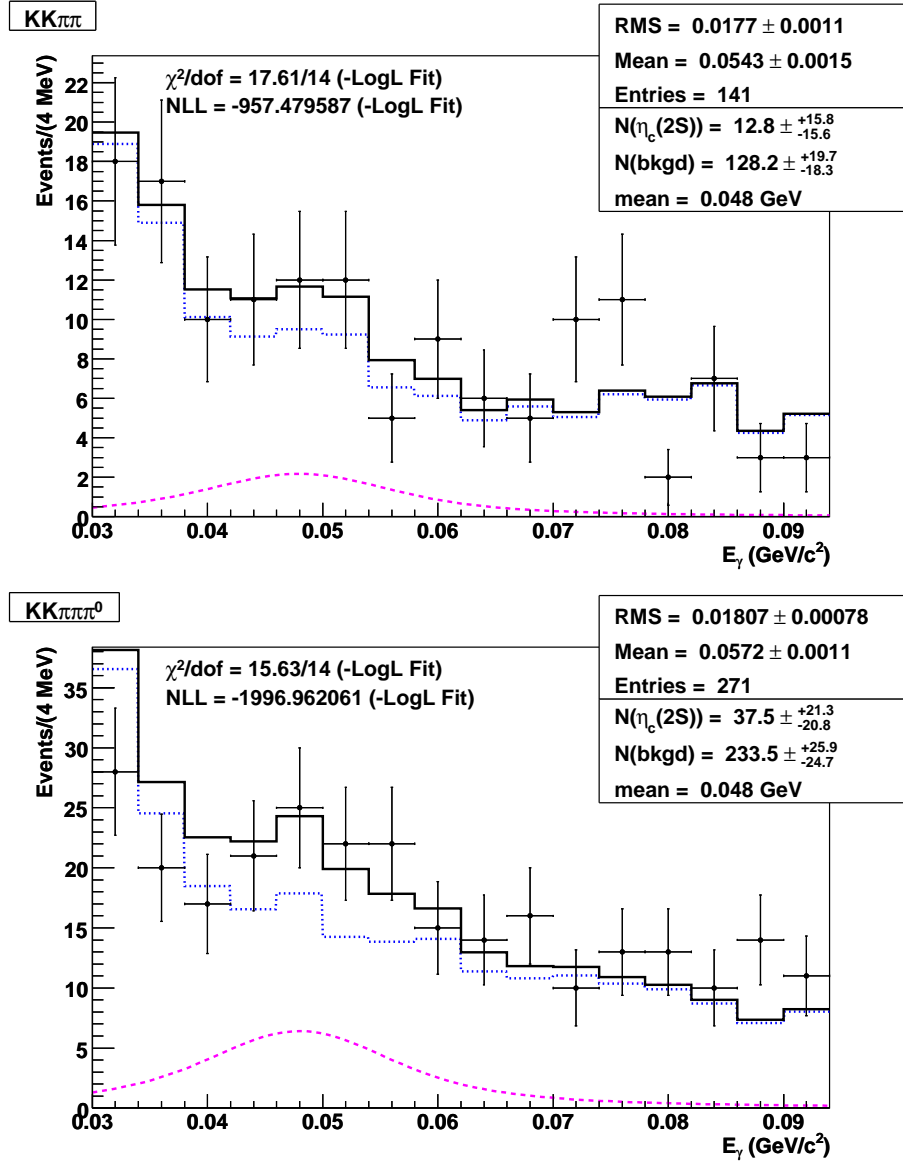 KKππ
RMS = 0.0177 ± 0.0011
Mean = 0.0543 ± 0.0015
Entries = 141
N(η_c(2S)) = 12.8 ± +15.8 -15.6
N(bkgd) = 128.2 ± +19.7 -18.3
mean = 0.048 GeV
χ²/dof = 17.61/14 (-LogL Fit)
NLL = -957.479587 (-LogL Fit)
Events/(4 MeV)
22
20
18
16
14
12
10
8
6
4
2
0
0.03 0.04 0.05 0.06 0.07 0.08 0.09
E_γ (GeV/c²)
KKπππ⁰
RMS = 0.01807 ± 0.00078
Mean = 0.0572 ± 0.0011
Entries = 271
N(η_c(2S)) = 37.5 ± +21.3 -20.8
N(bkgd) = 233.5 ± +25.9 -24.7
mean = 0.048 GeV
χ²/dof = 15.63/14 (-LogL Fit)
NLL = -1996.962061 (-LogL Fit)
Events/(4 MeV)
35
30
25
20
15
10
5
0
0.03 0.04 0.05 0.06 0.07 0.08 0.09
E_γ (GeV/c²)